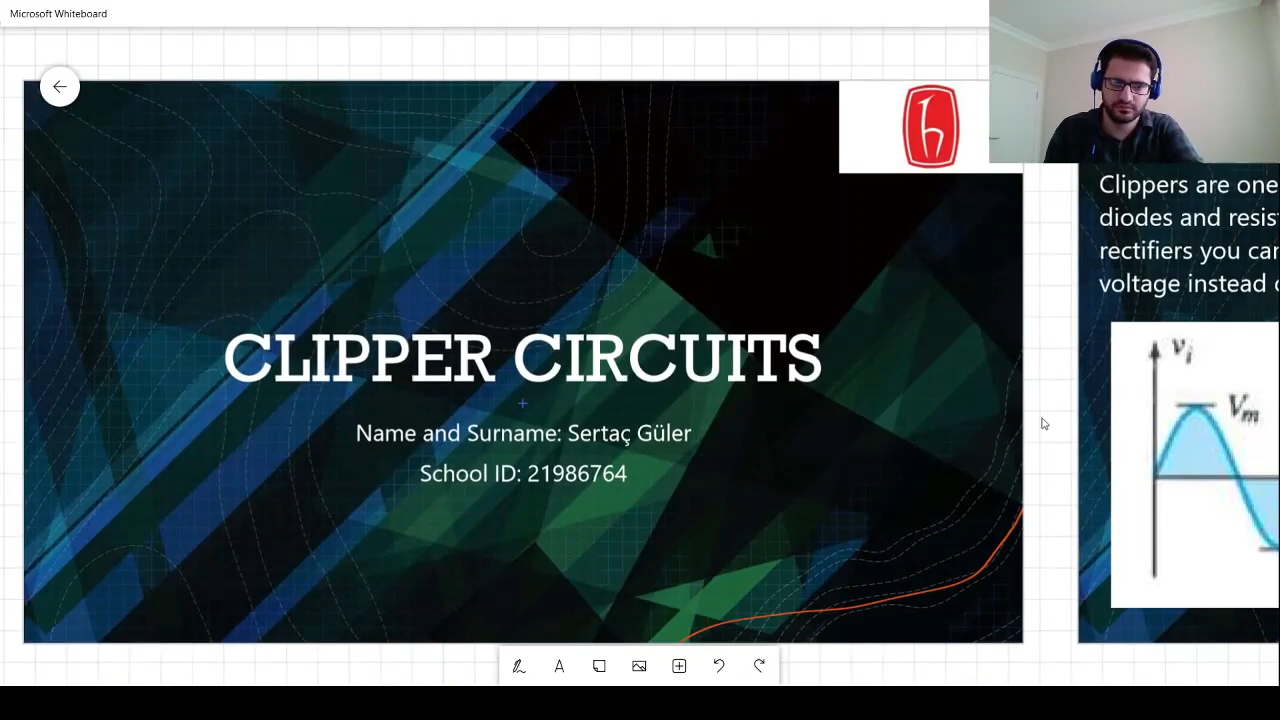 Microsoft Whiteboard
CLIPPER CIRCUITS
Name and Surname: Sertaç Güler
School ID: 21986764
Clippers are one
diodes and resis
rectifiers you ca
voltage instead
vi
Vm